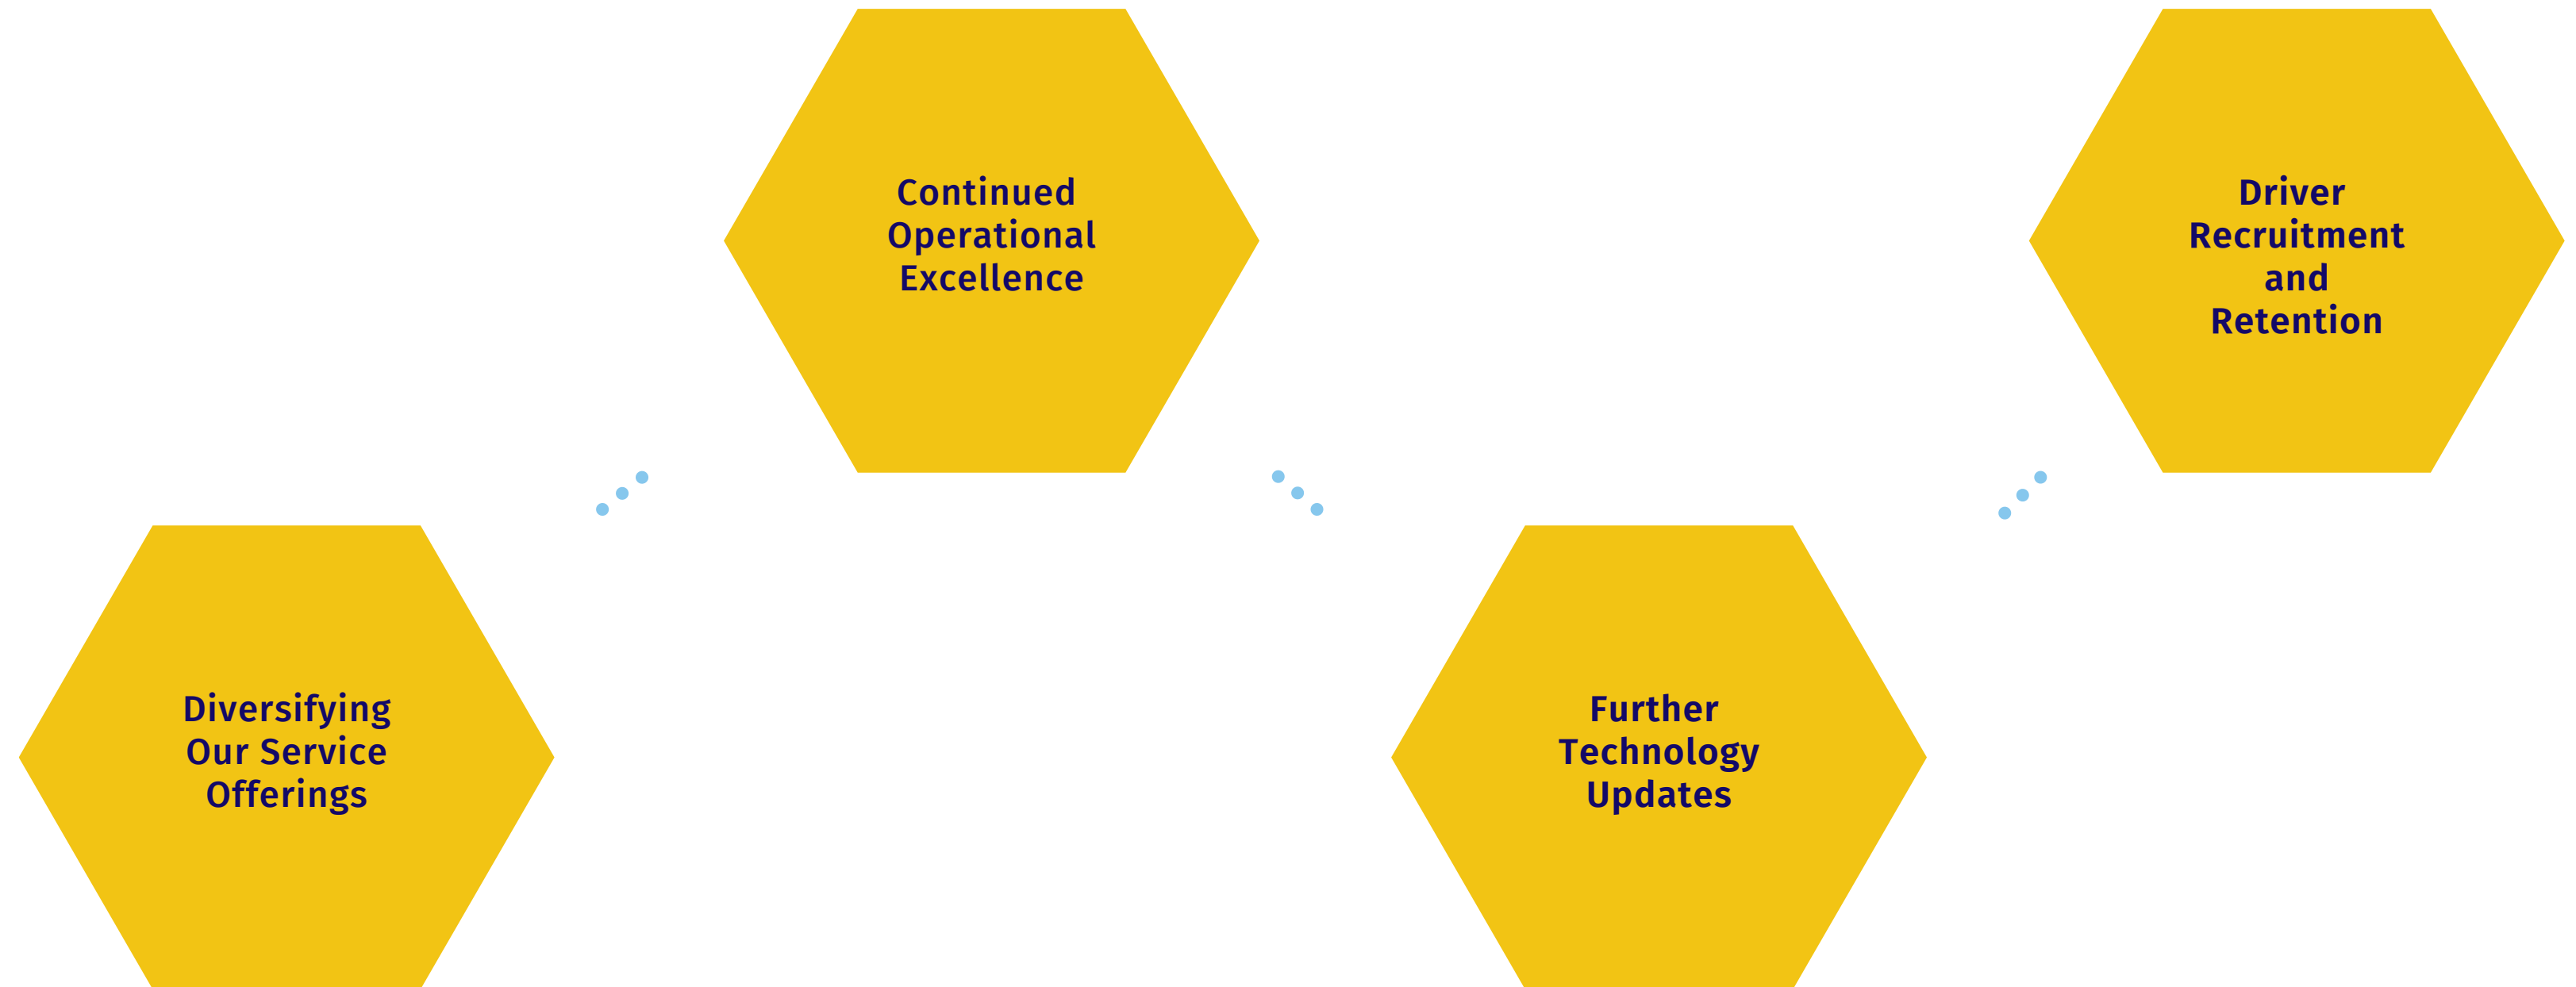 Continued
Operational
Excellence
Driver
Recruitment
and
Retention
Diversifying
Our Service
Offerings
Further
Technology
Updates